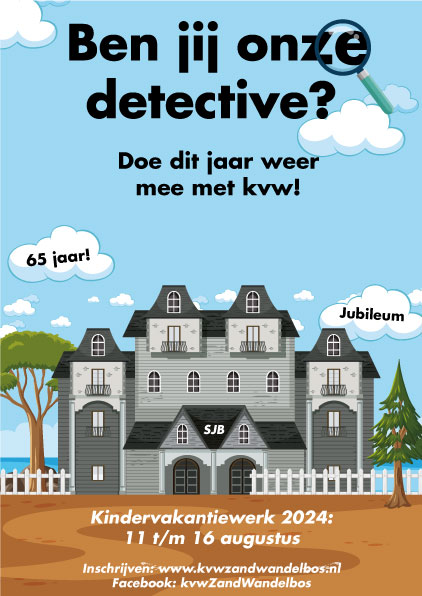 Ben jij onze
detective?
Doe dit jaar weer
mee met kvw!
65 jaar!
Jubileum
SJB
Kindervakantiewerk 2024:
11 t/m 16 augustus
Inschrijven: www.kvwzandwandelbos.nl
Facebook: kvwZandWandelbos